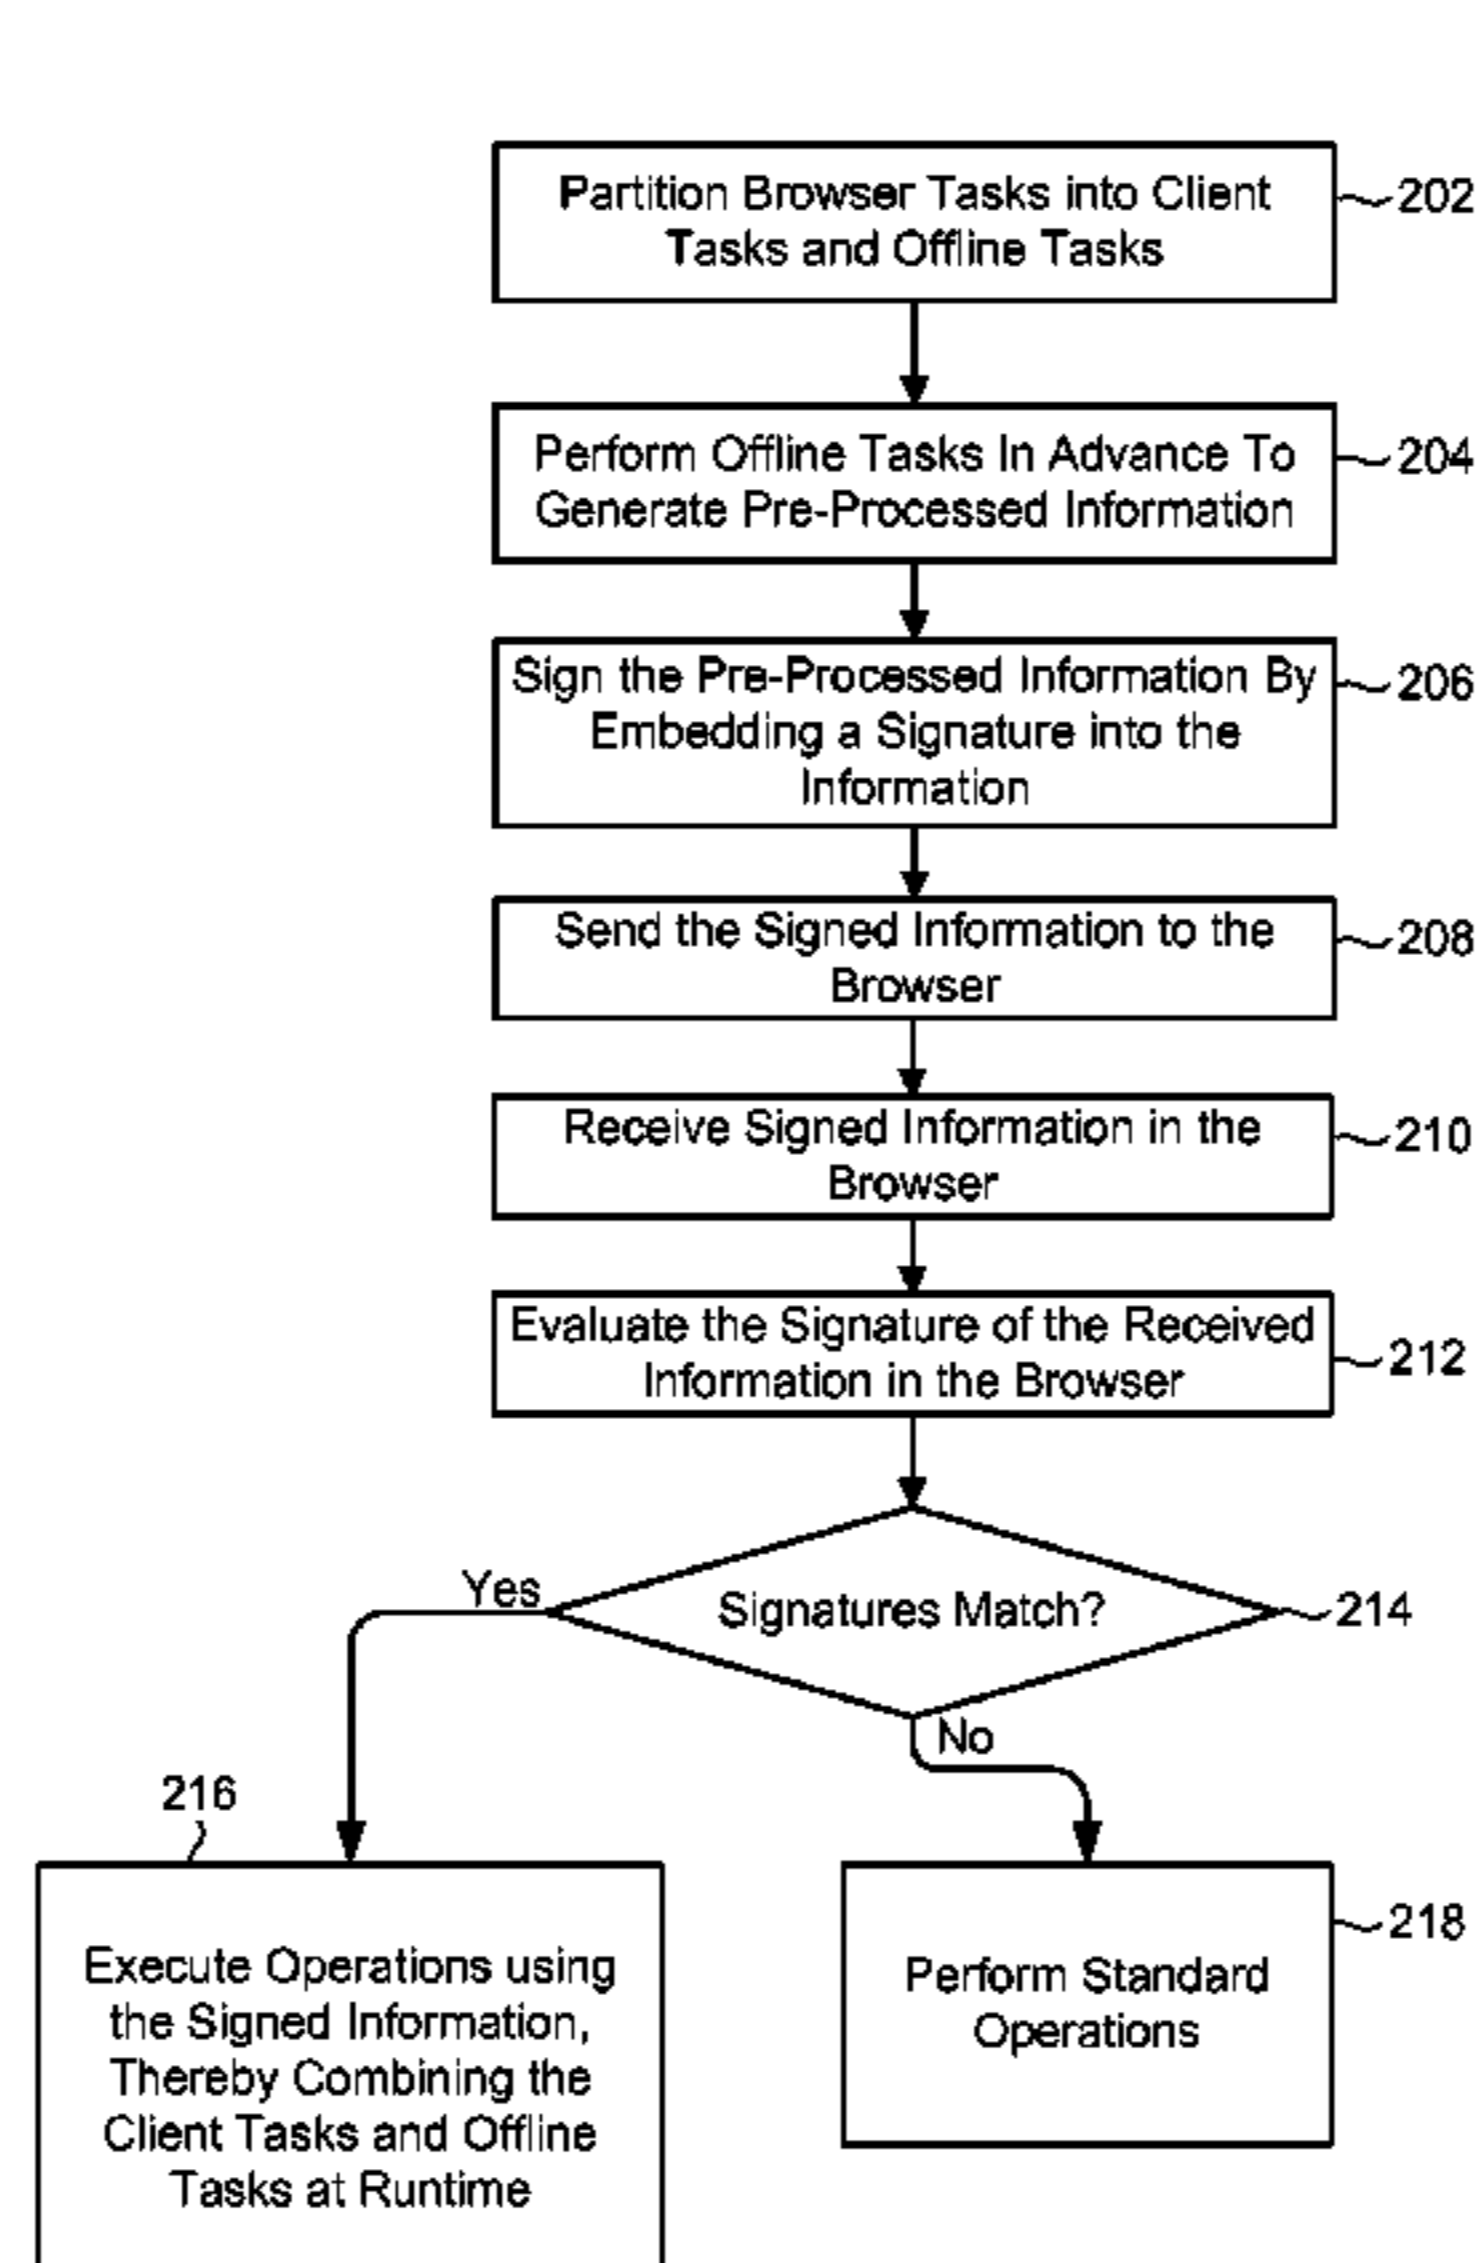 Partition Browser Tasks into Client
Tasks and Offline Tasks
202
Perform Offline Tasks In Advance To
Generate Pre-Processed Information
204
Sign the Pre-Processed Information By
Embedding a Signature into the
Information
206
Send the Signed Information to the
Browser
208
Receive Signed Information in the
Browser
210
Evaluate the Signature of the Received
Information in the Browser
212
Signatures Match?
214
Yes
No
216
Execute Operations using
the Signed Information,
Thereby Combining the
Client Tasks and Offline
Tasks at Runtime
218
Perform Standard
Operations